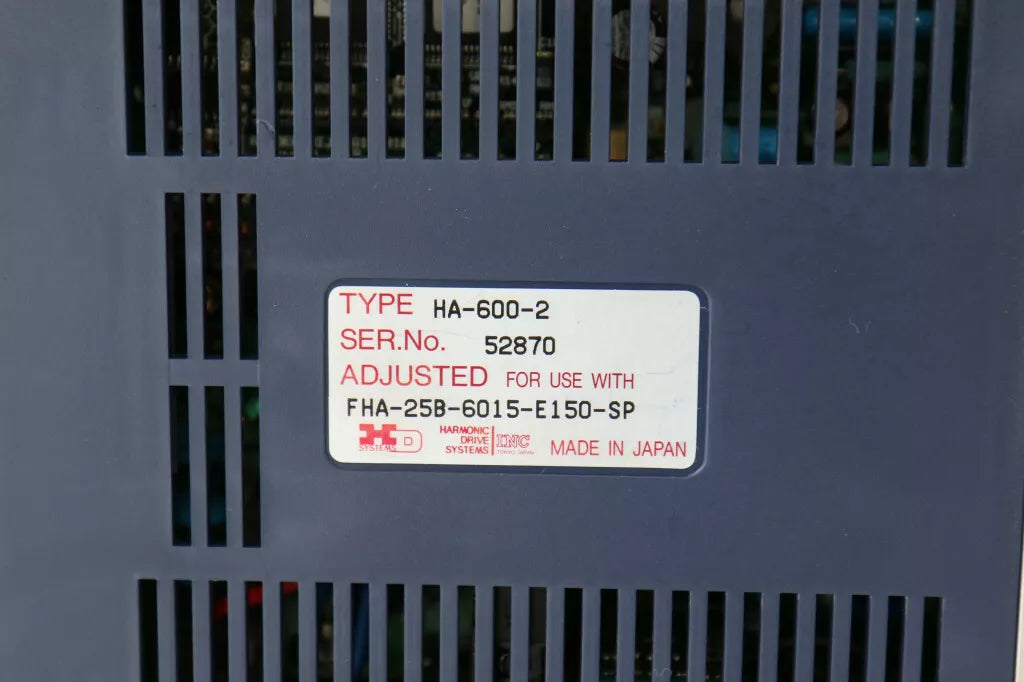 TYPE HA-600-2
SER.No. 52870
ADJUSTED FOR USE WITH
FHA-25B-6015-E150-SP
HD SYSTEMS
HARMONIC DRIVE SYSTEMS INC
TOKYO JAPAN
MADE IN JAPAN